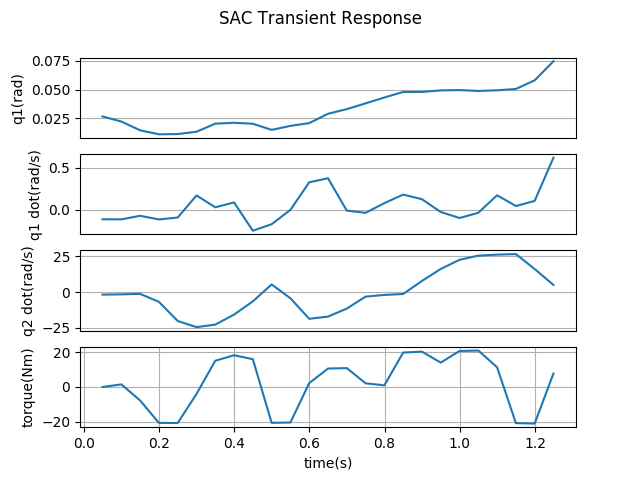 SAC Transient Response
0.075
0.050
0.025
q1(rad)
0.5
0.0
q1 dot(rad/s)
25
0
−25
q2 dot(rad/s)
20
0
−20
torque(Nm)
0.0 0.2 0.4 0.6 0.8 1.0 1.2
time(s)